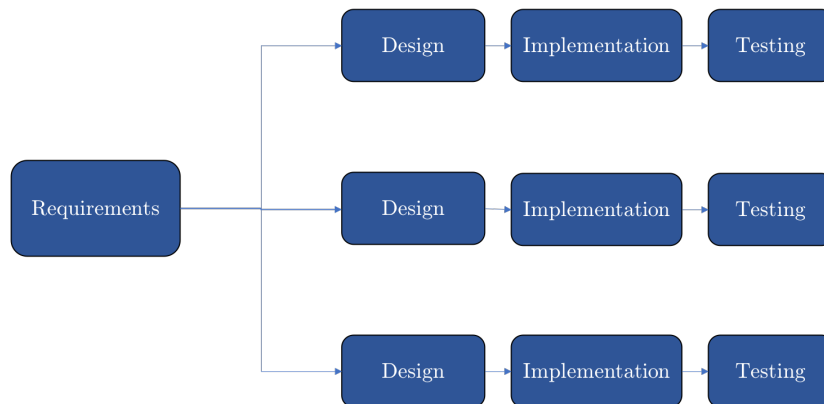 Design
Implementation
Testing
Requirements
Design
Implementation
Testing
Design
Implementation
Testing